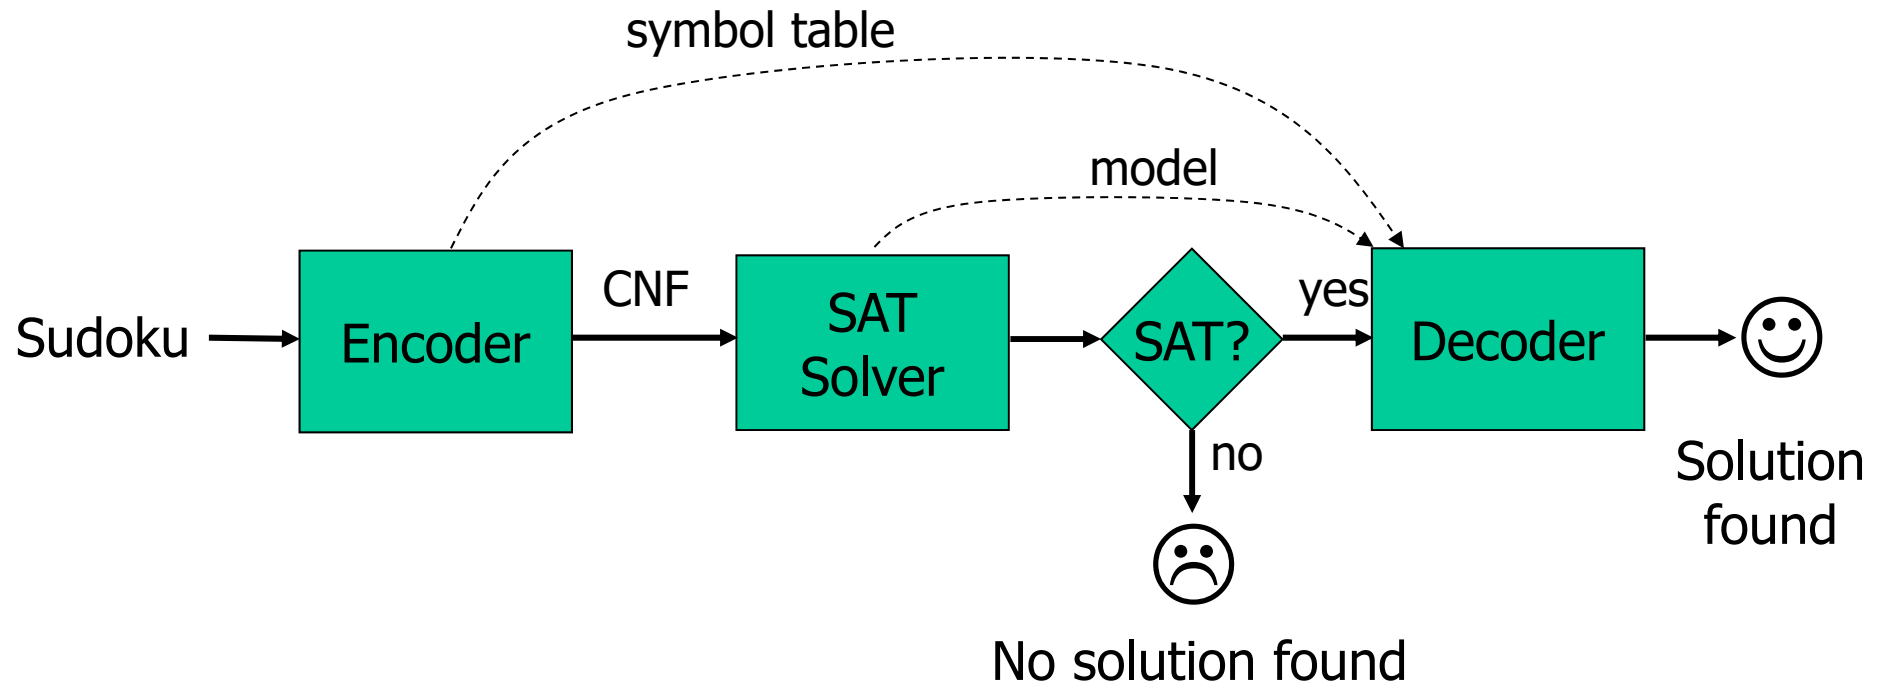 symbol table
model
CNF
yes
Sudoku
Encoder
SAT
Solver
SAT?
Decoder
no
Solution
found
No solution found